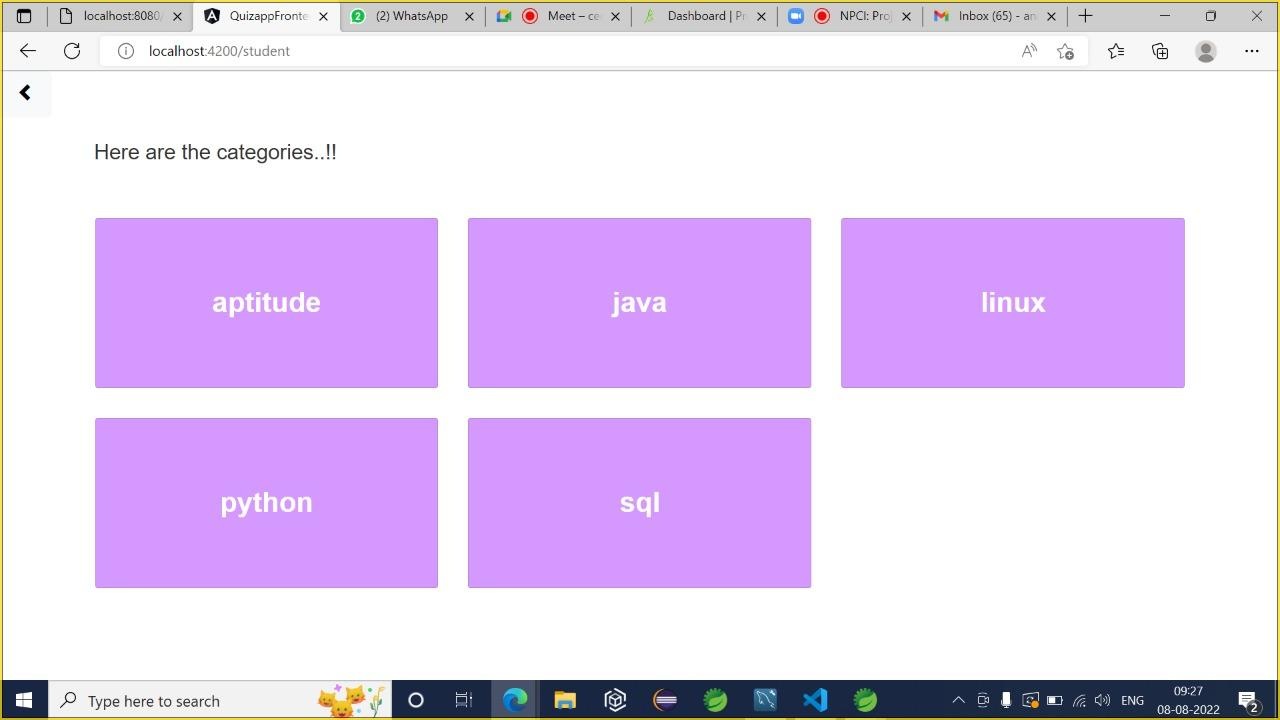 localhost:8080/
QuizappFronte
(2) WhatsApp
Meet – ce
Dashboard | Pr
NPCI: Proj
Inbox (65) - an
localhost:4200/student
Here are the categories..!!
aptitude
java
linux
python
sql
Type here to search
ENG
09:27
08-08-2022
2